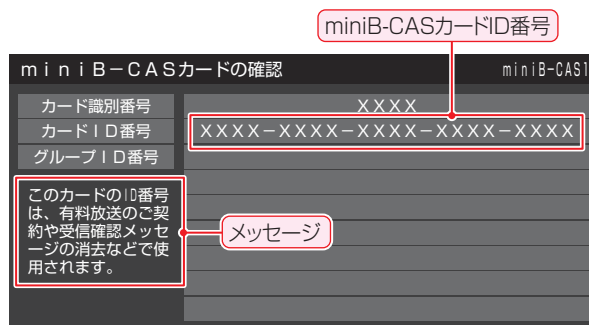 miniB-CASカードID番号
ｍｉｎｉＢ－ＣＡＳカードの確認
miniB-CAS1
カード識別番号
ＸＸＸＸ
カードＩＤ番号
ＸＸＸＸ－ＸＸＸＸ－ＸＸＸＸ－ＸＸＸＸ－ＸＸＸＸ
グループＩＤ番号
このカードのID番号
は、有料放送のご契
約や受信確認メッセ
ージの消去などで使
用されます。
メッセージ